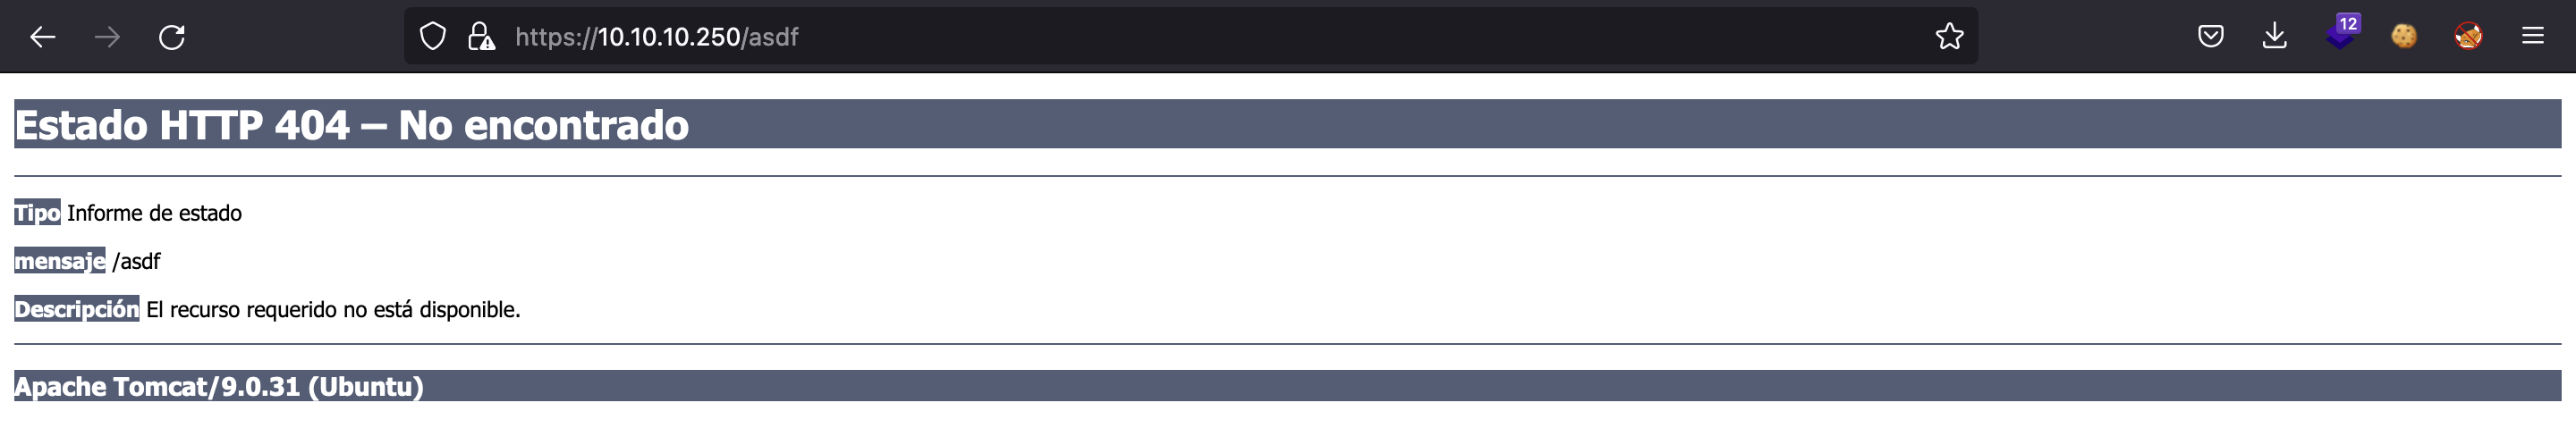 https://10.10.10.250/asdf
12
Estado HTTP 404 – No encontrado
Tipo Informe de estado
mensaje /asdf
Descripción El recurso requerido no está disponible.
Apache Tomcat/9.0.31 (Ubuntu)